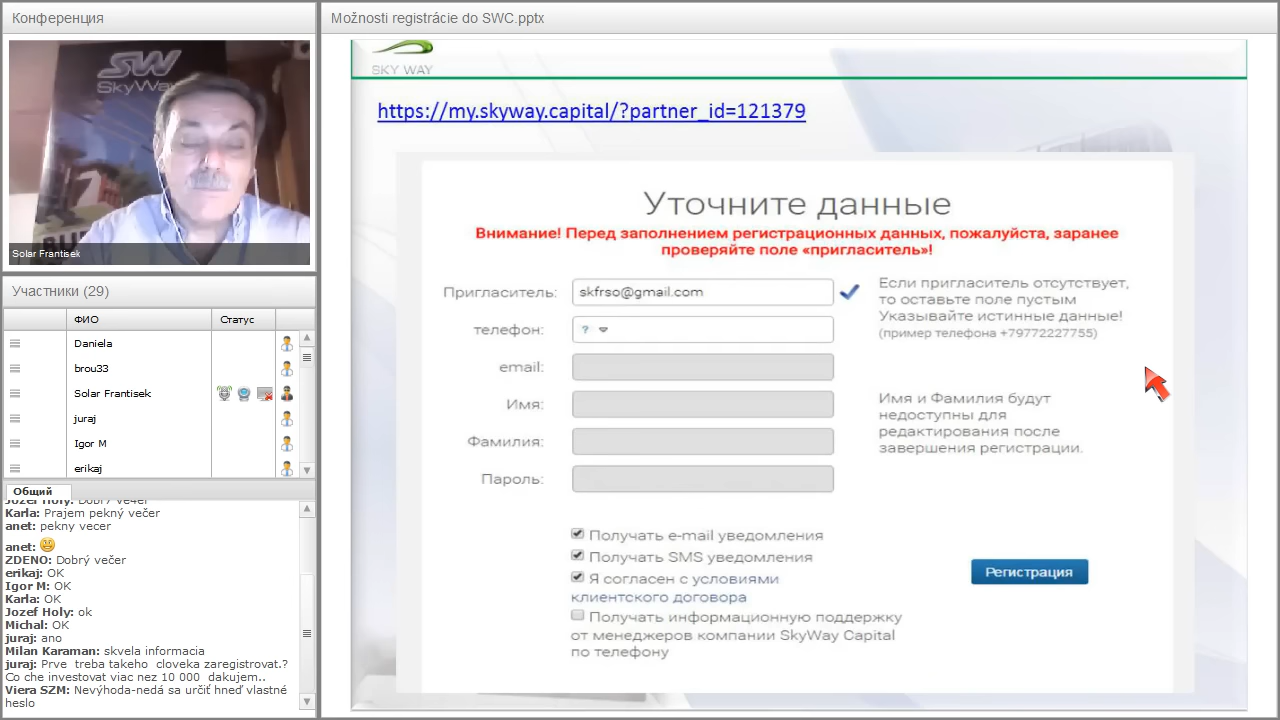 Конференция
SW
SkyWay
Solar Frantisek
Участники (29)
ФИО
Статус
Daniela
brou33
Solar Frantisek
juraj
Igor M
erikaj
Общий
Jozef Holy: Dobrý večer
Karla: Prajem pekný večer
anet: pekny vecer
anet:
ZDENO: Dobrý večer
erikaj: OK
Igor M: OK
Karla: OK
Jozef Holy: ok
Michal: OK
juraj: ano
Milan Karaman: skvela informacia
juraj: Prve treba takeho cloveka zaregistrovat.?
Co che investovat viac nez 10 000 dakujem..
Viera SZM: Nevýhoda-nedá sa určiť hneď vlastné
heslo
Možnosti registrácie do SWC.pptx
SKY WAY
https://my.skyway.capital/?partner_id=121379
Уточните данные
Внимание! Перед заполнением регистрационных данных, пожалуйста, заранее
проверяйте поле «пригласитель»!
Пригласитель: skfrso@gmail.com
Если пригласитель отсутствует,
то оставьте поле пустым
Указывайте истинные данные!
(пример телефона +79772227755)
телефон: ?
email:
Имя:
Фамилия:
Пароль:
Имя и Фамилия будут
недоступны для
редактирования после
завершения регистрации.
Получать e-mail уведомления
Получать SMS уведомления
Я согласен с условиями
клиентского договора
Получать информационную поддержку
от менеджеров компании SkyWay Capital
по телефону
Регистрация